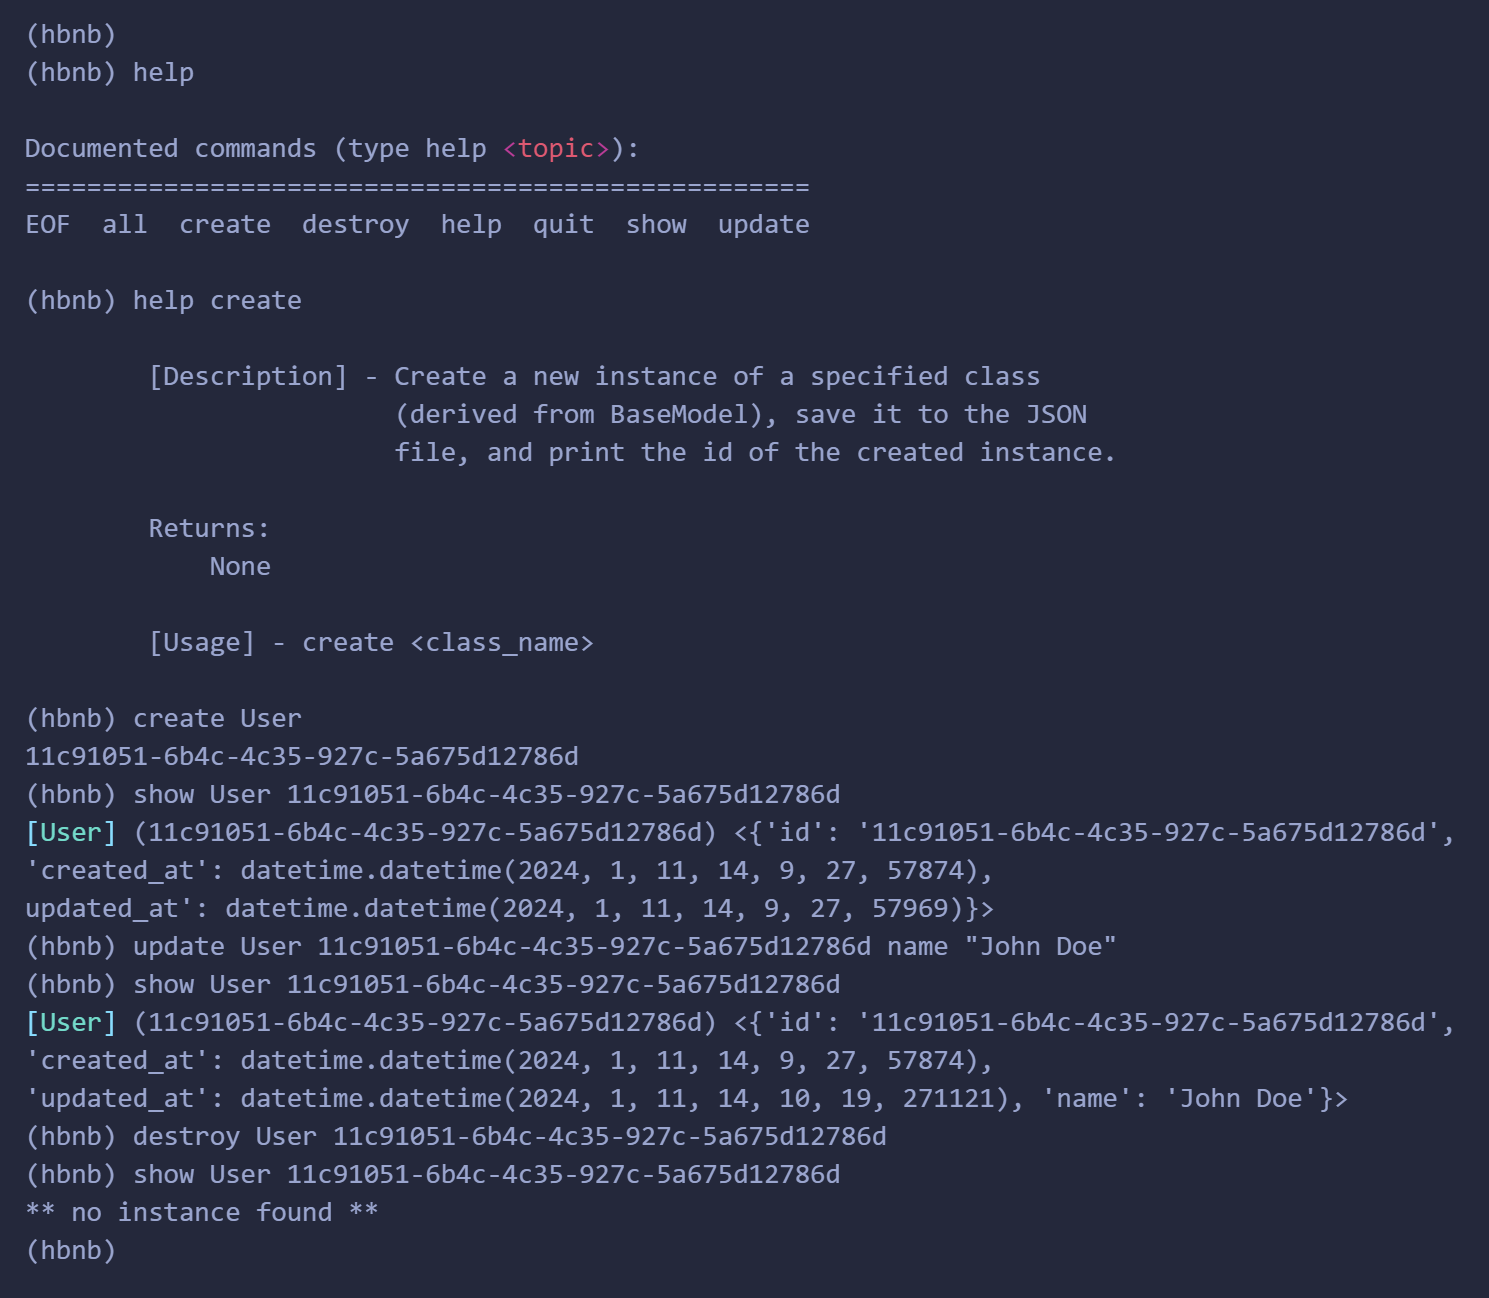 (hbnb)
(hbnb) help
Documented commands (type help <topic>):
===================================================
EOF  all  create  destroy  help  quit  show  update
(hbnb) help create
        [Description] - Create a new instance of a specified class
                        (derived from BaseModel), save it to the JSON
                        file, and print the id of the created instance.
        Returns:
            None
        [Usage] - create <class_name>
(hbnb) create User
11c91051-6b4c-4c35-927c-5a675d12786d
(hbnb) show User 11c91051-6b4c-4c35-927c-5a675d12786d
[User] (11c91051-6b4c-4c35-927c-5a675d12786d) <{'id': '11c91051-6b4c-4c35-927c-5a675d12786d',
'created_at': datetime.datetime(2024, 1, 11, 14, 9, 27, 57874),
updated_at': datetime.datetime(2024, 1, 11, 14, 9, 27, 57969)}>
(hbnb) update User 11c91051-6b4c-4c35-927c-5a675d12786d name "John Doe"
(hbnb) show User 11c91051-6b4c-4c35-927c-5a675d12786d
[User] (11c91051-6b4c-4c35-927c-5a675d12786d) <{'id': '11c91051-6b4c-4c35-927c-5a675d12786d',
'created_at': datetime.datetime(2024, 1, 11, 14, 9, 27, 57874),
'updated_at': datetime.datetime(2024, 1, 11, 14, 10, 19, 271121), 'name': 'John Doe'}>
(hbnb) destroy User 11c91051-6b4c-4c35-927c-5a675d12786d
(hbnb) show User 11c91051-6b4c-4c35-927c-5a675d12786d
** no instance found **
(hbnb)